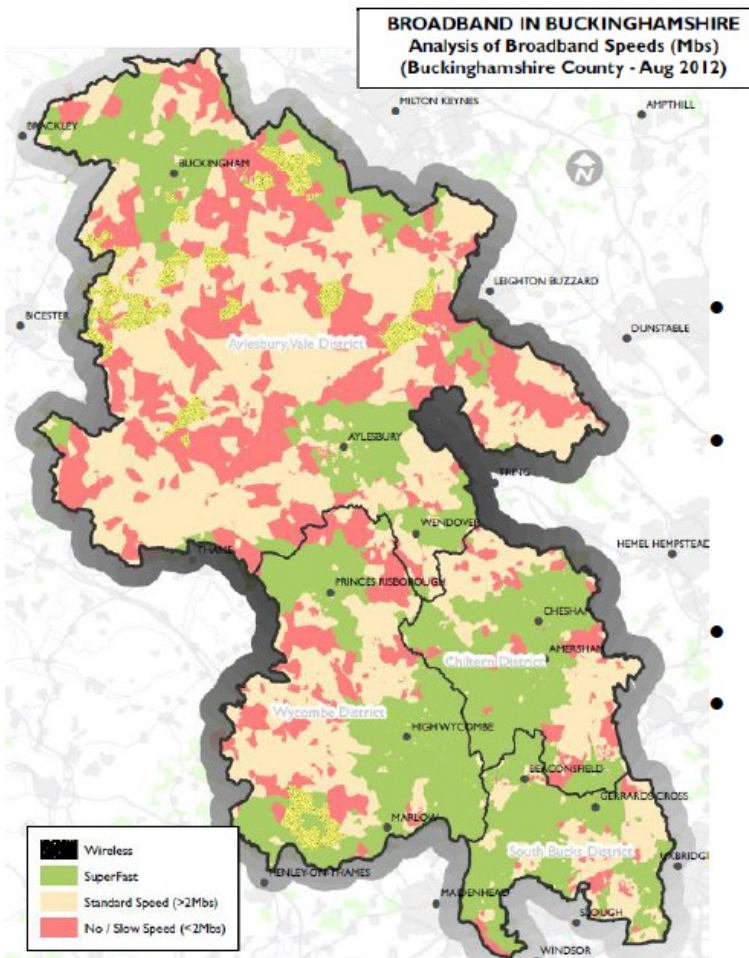 BROADBAND IN BUCKINGHAMSHIRE
Analysis of Broadband Speeds (Mbs)
(Buckinghamshire County - Aug 2012)
MILTON KEYNES
AMPTHILL
BRACKLEY
BUCKINGHAM
N
LEIGHTON BUZZARD
BICESTER
DUNSTABLE
Aylesbury Vale District
AYLESBURY
TRING
WENDOVER
HEMEL HEMPSTEAD
THAME
PRINCES RISBOROUGH
CHESHAM
AMERSHAM
Chiltern District
Wycombe District
HIGH WYCOMBE
BEACONSFIELD
GERRARDS CROSS
MARLOW
South Bucks District
UXBRIDGE
Wireless
SuperFast
Standard Speed (>2Mbs)
No / Slow Speed (<2Mbs)
HENLEY-ON-THAMES
MAIDENHEAD
SLOUGH
WINDSOR